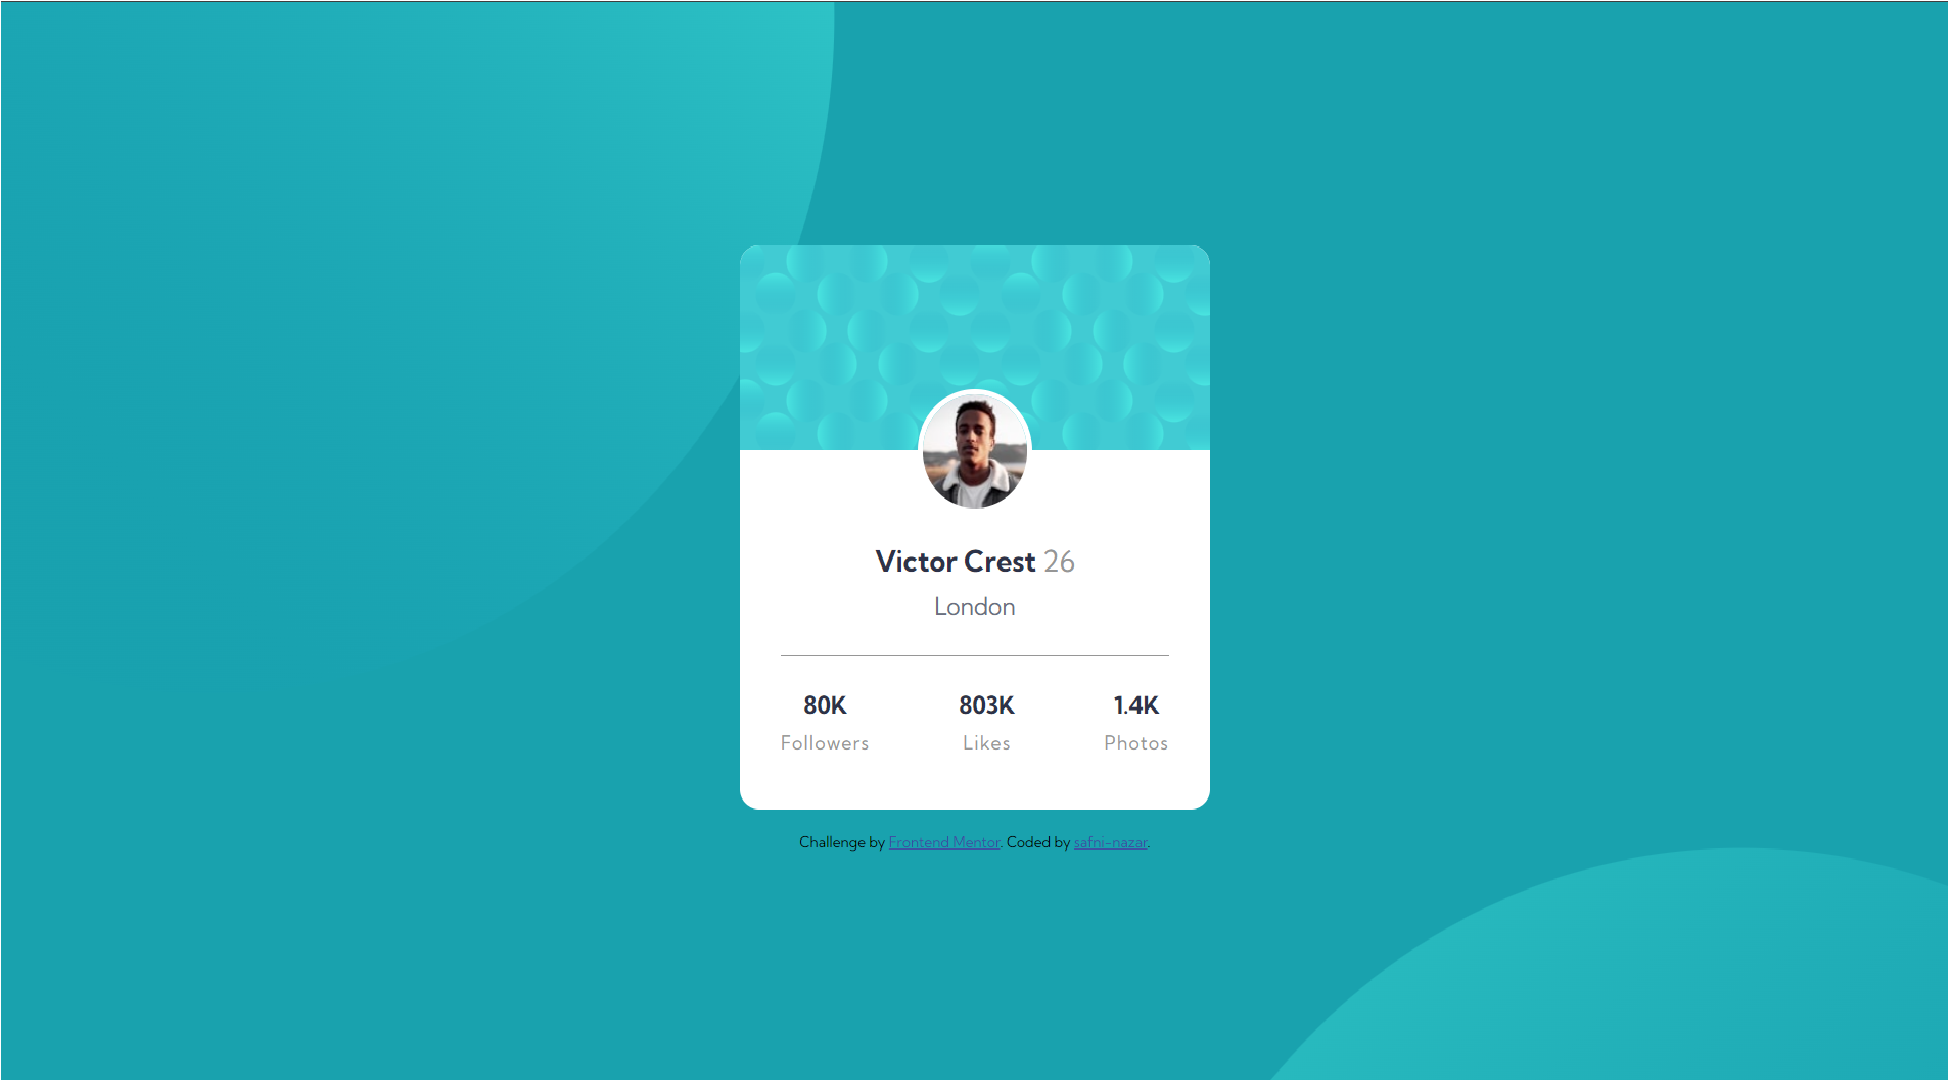 Victor Crest 26
London
80K 803K 1.4K
Followers Likes Photos
Challenge by Frontend Mentor. Coded by safni-nazar.